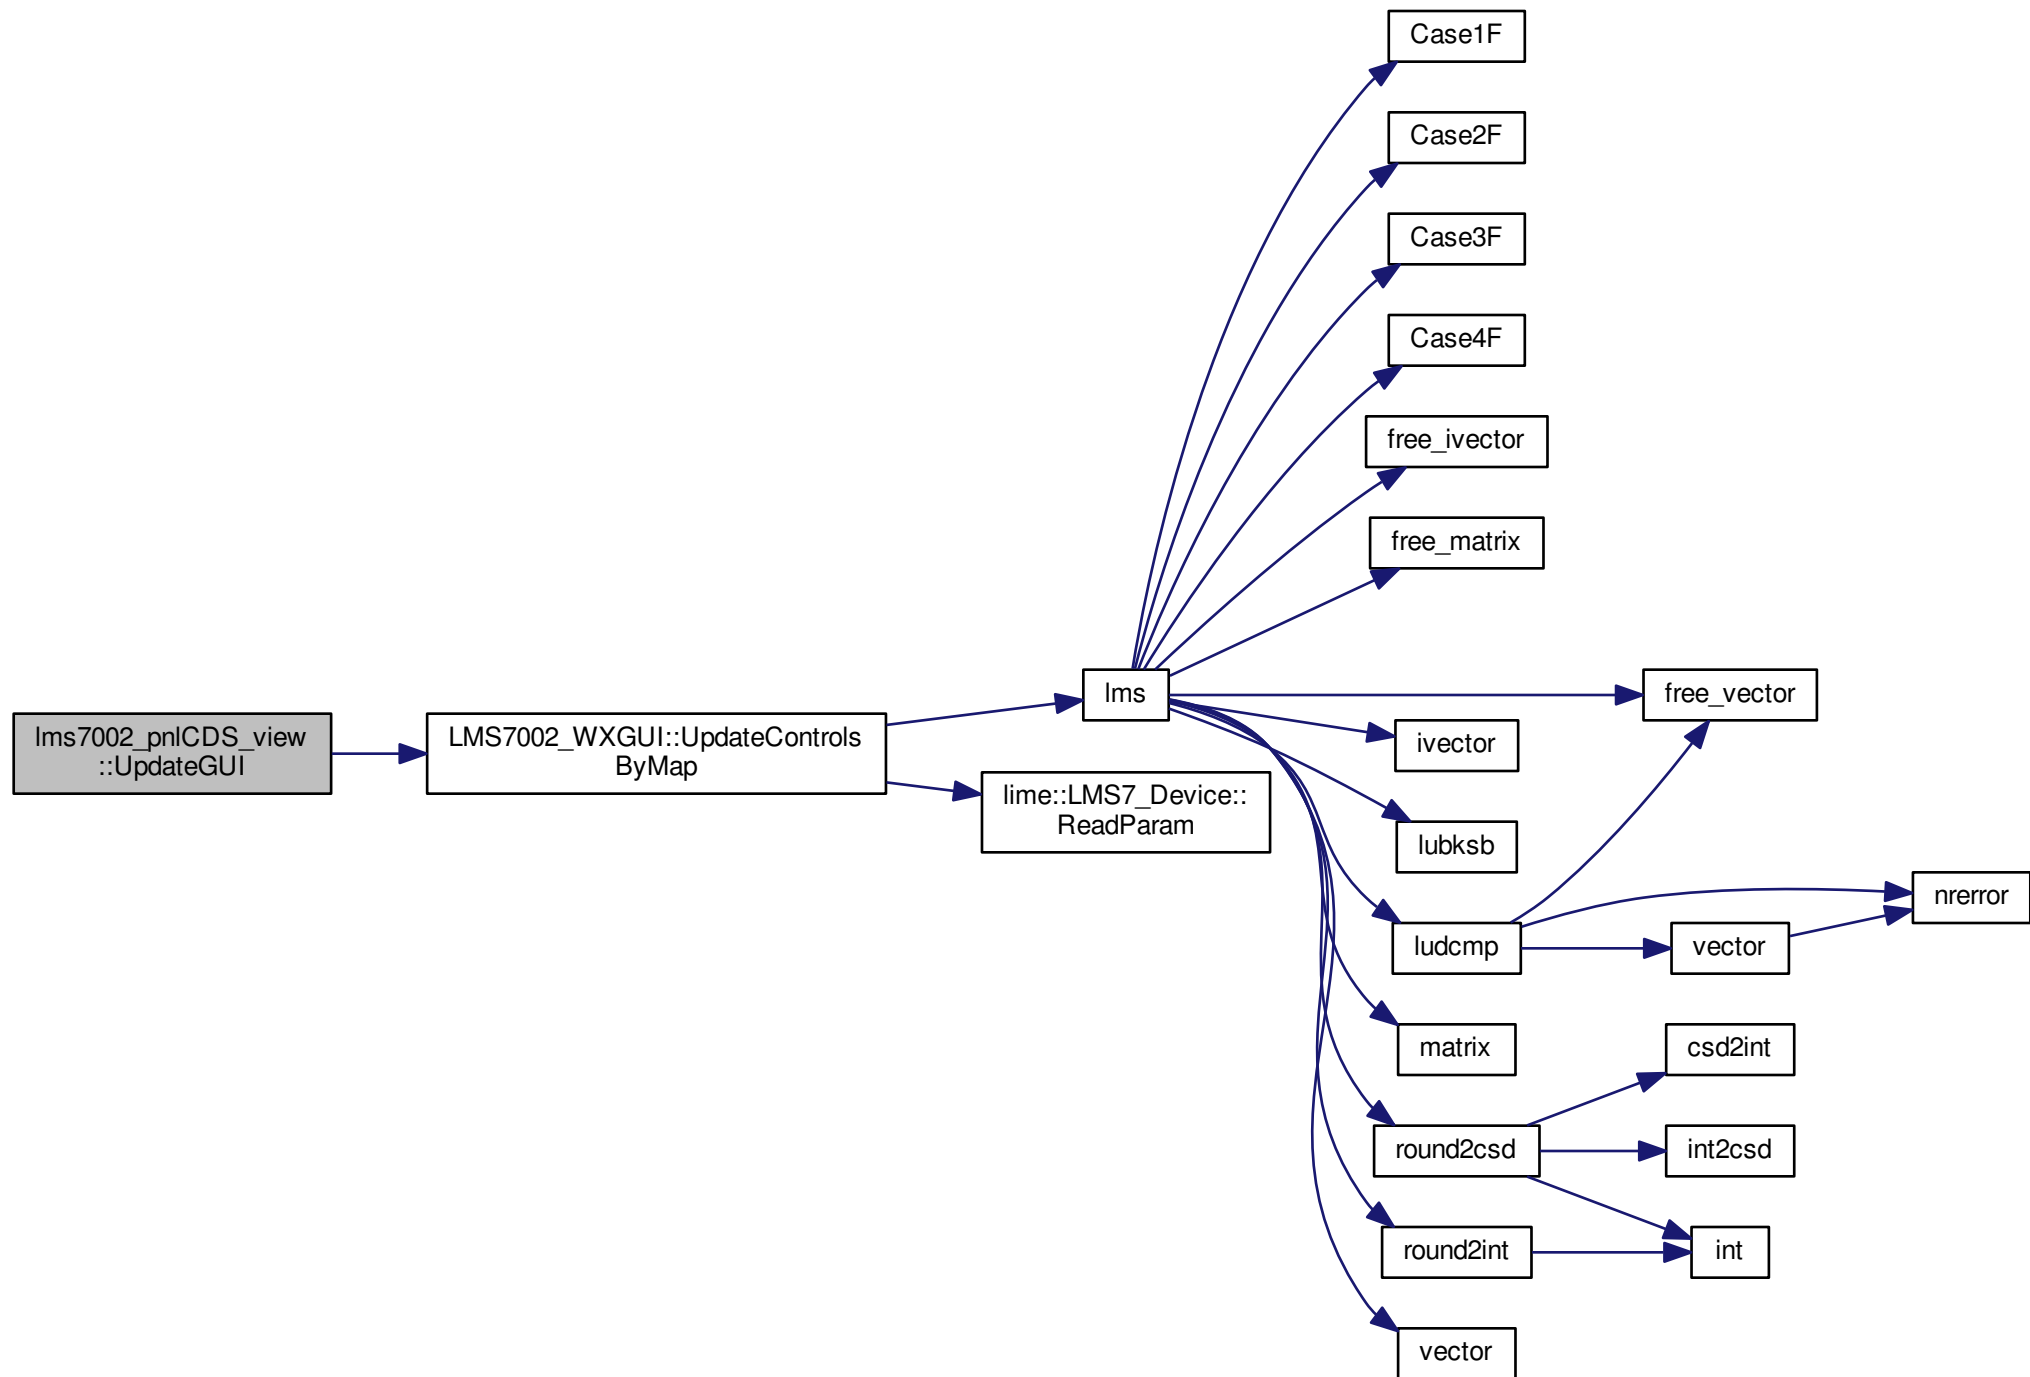 Case1F
Case2F
Case3F
Case4F
free_ivector
free_matrix
lms
free_vector
lms7002_pnlCDS_view
::UpdateGUI
LMS7002_WXGUI::UpdateControls
ByMap
ivector
lime::LMS7_Device::
ReadParam
lubksb
nrerror
ludcmp
vector
matrix
csd2int
round2csd
int2csd
round2int
int
vector